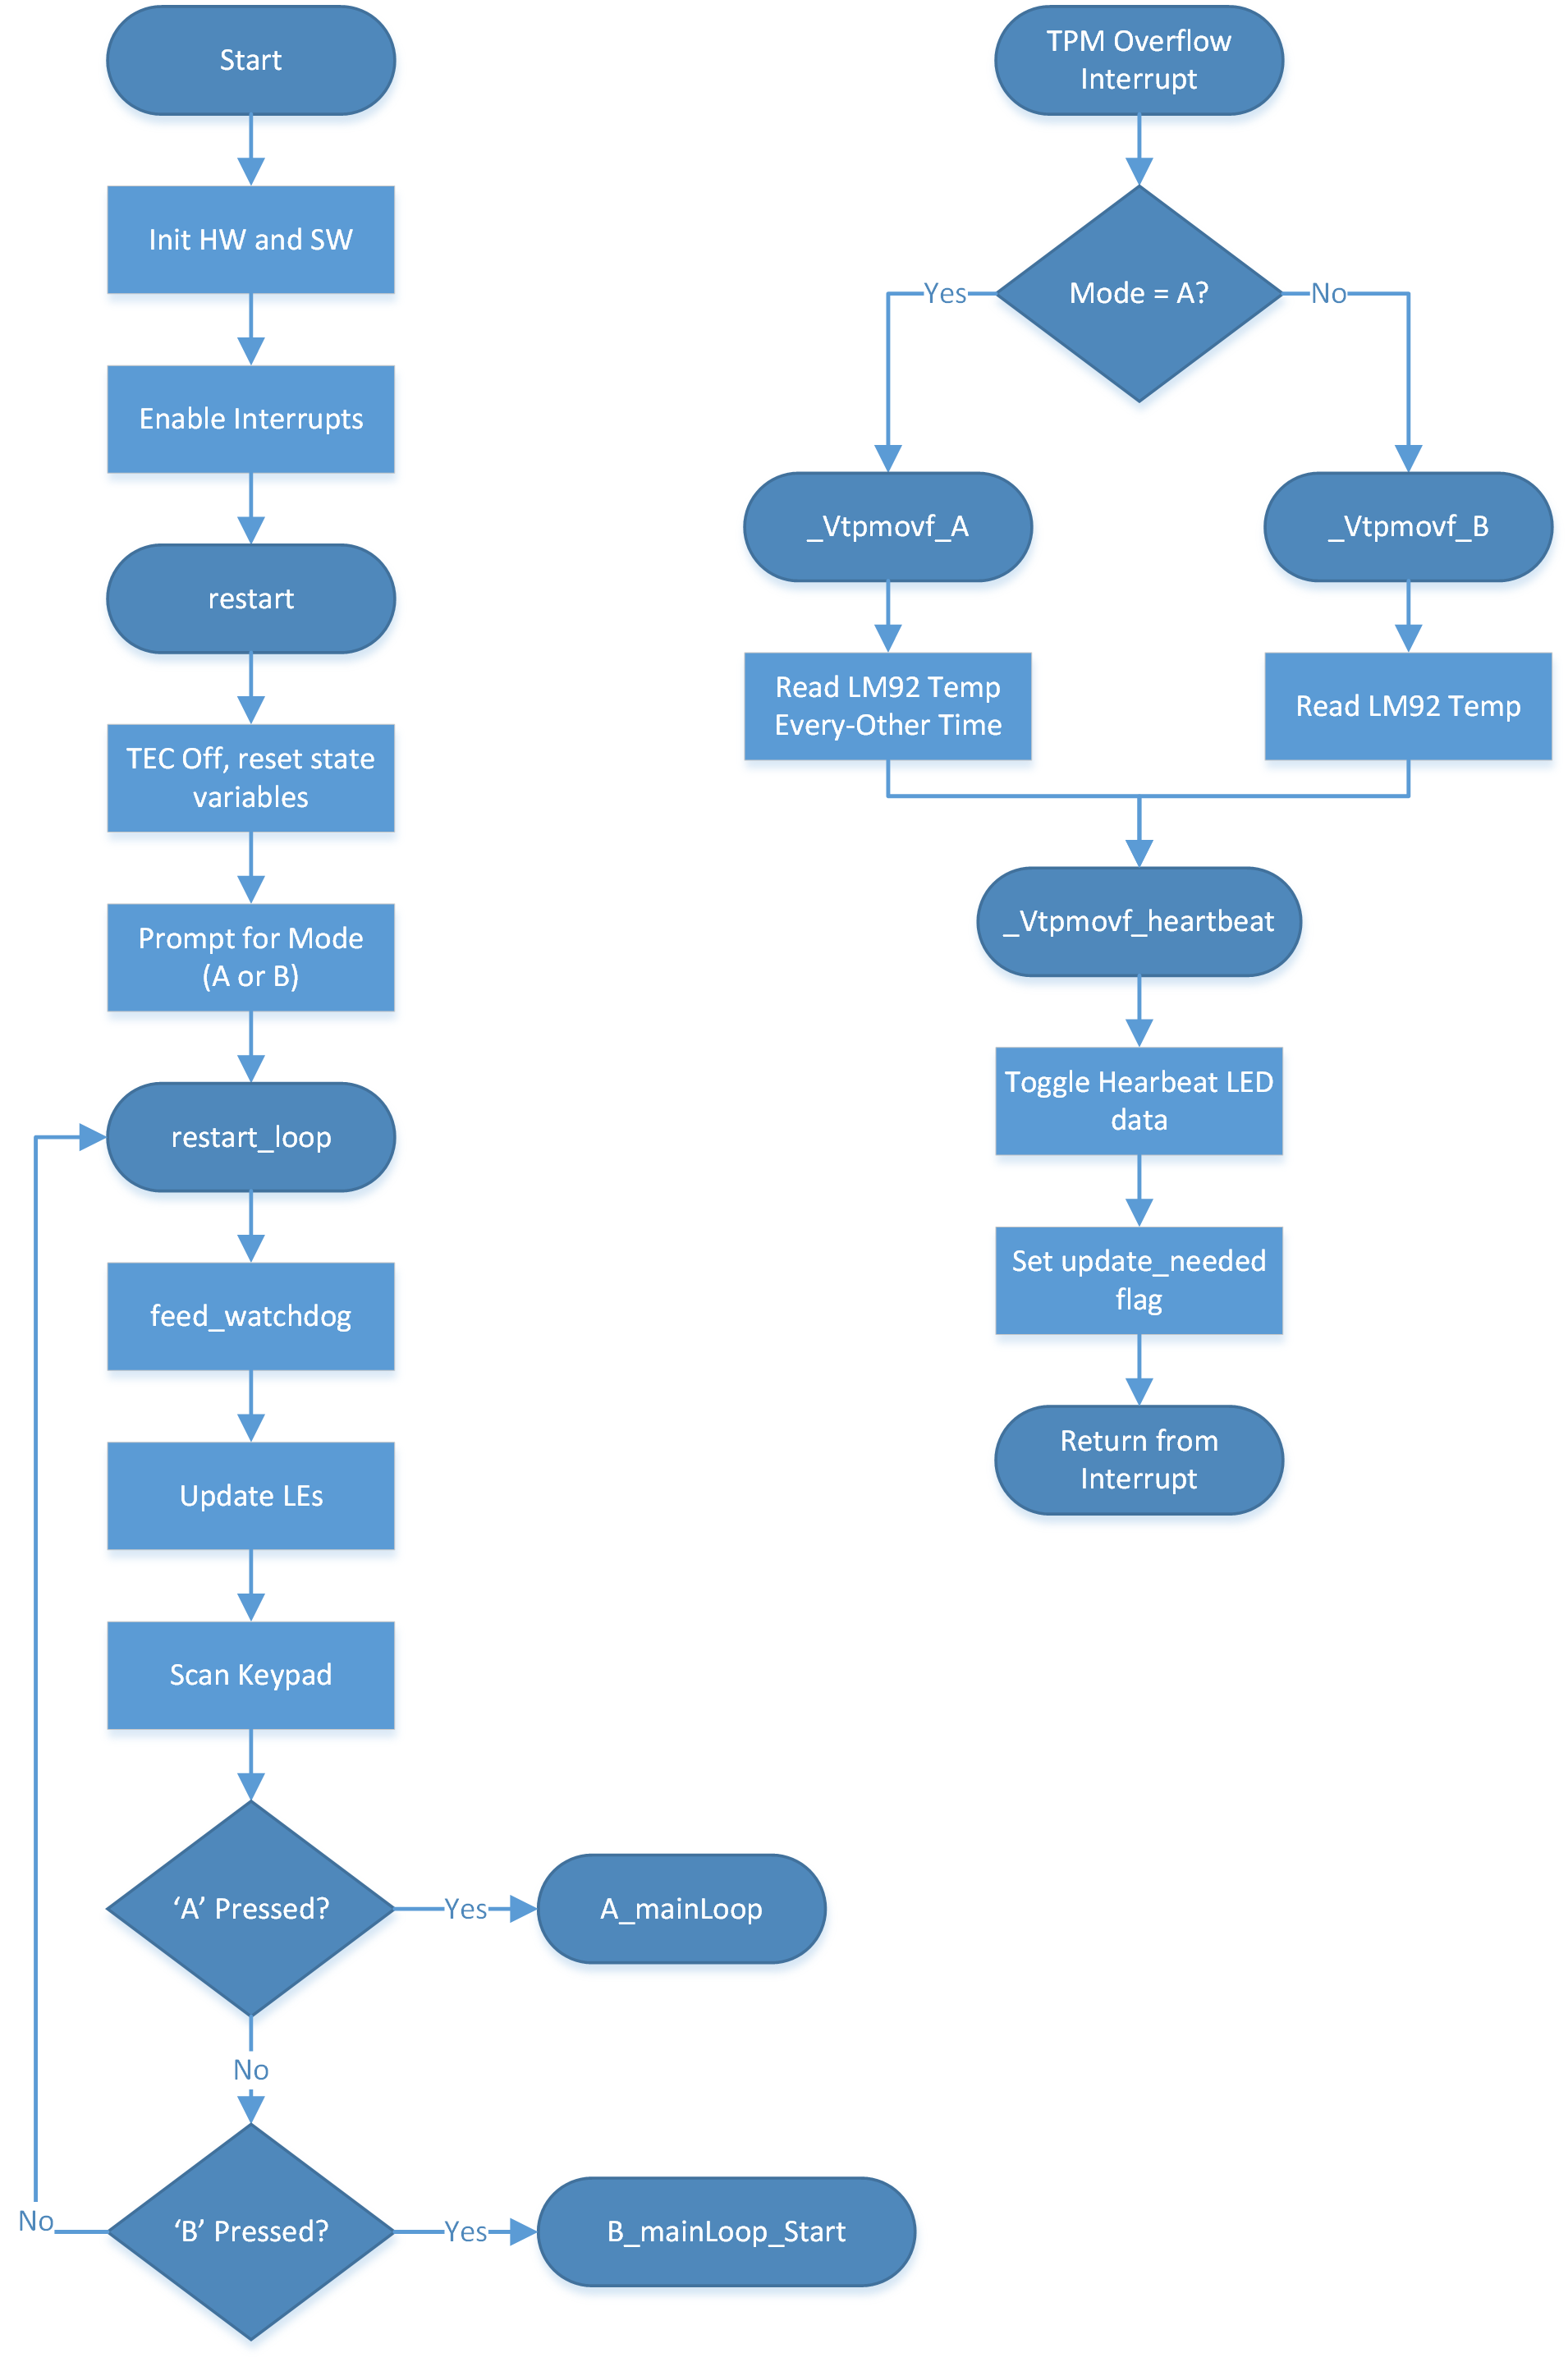 Start
Init HW and SW
Enable Interrupts
restart
TEC Off, reset state
variables
Prompt for Mode
(A or B)
restart_loop
feed_watchdog
Update LEs
Scan Keypad
‘A’ Pressed?
Yes
A_mainLoop
No
‘B’ Pressed?
Yes
B_mainLoop_Start
No
TPM Overflow
Interrupt
Mode = A?
Yes
No
_Vtpmovf_A
_Vtpmovf_B
Read LM92 Temp
Every-Other Time
Read LM92 Temp
_Vtpmovf_heartbeat
Toggle Hearbeat LED
data
Set update_needed
flag
Return from
Interrupt